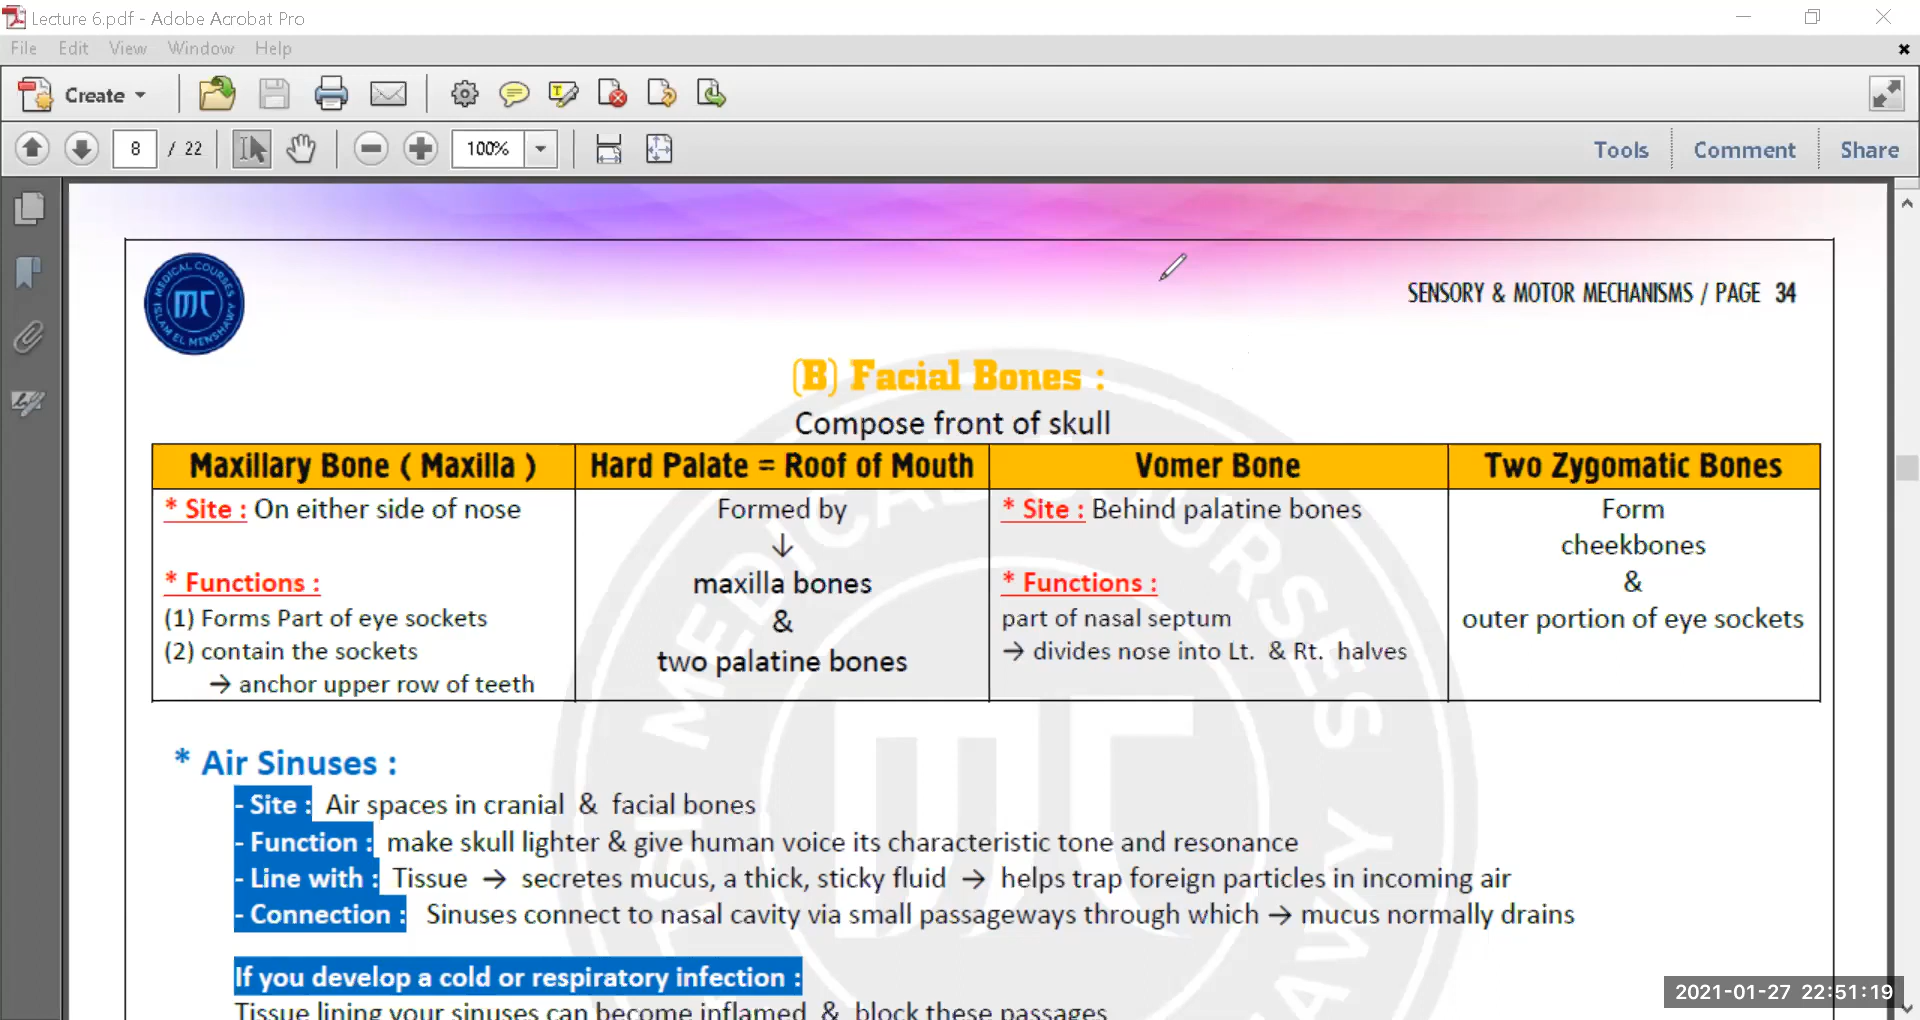 Lecture 6.pdf - Adobe Acrobat Pro
File Edit View Window Help
Create
8 / 22 100% Tools Comment Share
MEDICAL COURSES
MC
ISLAM EL MENSHAWY
SENSORY & MOTOR MECHANISMS / PAGE 34
(B) Facial Bones :
Compose front of skull
Maxillary Bone ( Maxilla )
* Site : On either side of nose
* Functions :
(1) Forms Part of eye sockets
(2) contain the sockets
→ anchor upper row of teeth
Hard Palate = Roof of Mouth
Formed by
↓
maxilla bones
&
two palatine bones
Vomer Bone
* Site : Behind palatine bones
* Functions :
part of nasal septum
→ divides nose into Lt. & Rt. halves
Two Zygomatic Bones
Form
cheekbones
&
outer portion of eye sockets
* Air Sinuses :
- Site : Air spaces in cranial & facial bones
- Function : make skull lighter & give human voice its characteristic tone and resonance
- Line with : Tissue → secretes mucus, a thick, sticky fluid → helps trap foreign particles in incoming air
- Connection : Sinuses connect to nasal cavity via small passageways through which → mucus normally drains
If you develop a cold or respiratory infection :
Tissue lining your sinuses can become inflamed & block these passages
2021-01-27 22:51:19